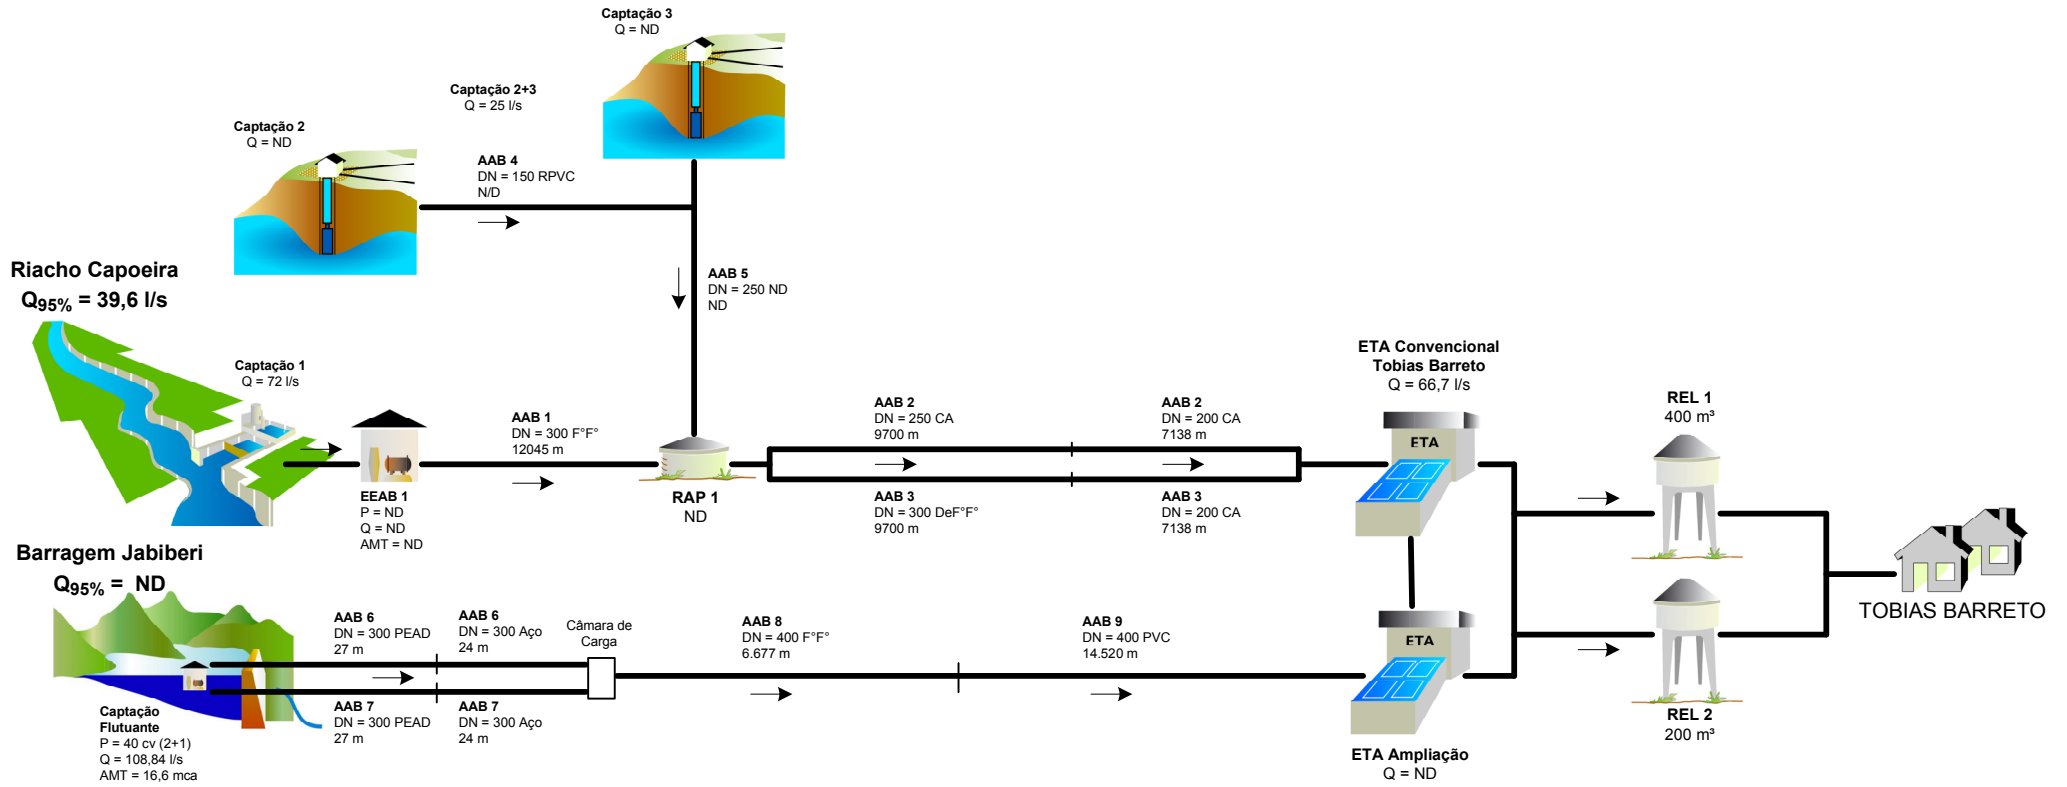 Captação 3
Q = ND
Captação 2+3
Q = 25 l/s
Captação 2
Q = ND
AAB 4
DN = 150 RPVC
N/D
Riacho Capoeira
Q95% = 39,6 l/s
AAB 5
DN = 250 ND
ND
Captação 1
Q = 72 l/s
AAB 1
DN = 300 F°F°
12045 m
EEAB 1
P = ND
Q = ND
AMT = ND
RAP 1
ND
AAB 2
DN = 250 CA
9700 m
AAB 2
DN = 200 CA
7138 m
AAB 3
DN = 300 DeF°F°
9700 m
AAB 3
DN = 200 CA
7138 m
ETA Convencional
Tobias Barreto
Q = 66,7 l/s
ETA
REL 1
400 m³
Barragem Jabiberi
Q95% = ND
Captação
Flutuante
P = 40 cv (2+1)
Q = 108,84 l/s
AMT = 16,6 mca
AAB 6
DN = 300 PEAD
27 m
AAB 6
DN = 300 Aço
24 m
AAB 7
DN = 300 PEAD
27 m
AAB 7
DN = 300 Aço
24 m
Câmara de
Carga
AAB 8
DN = 400 F°F°
6.677 m
AAB 9
DN = 400 PVC
14.520 m
ETA
ETA Ampliação
Q = ND
REL 2
200 m³
TOBIAS BARRETO